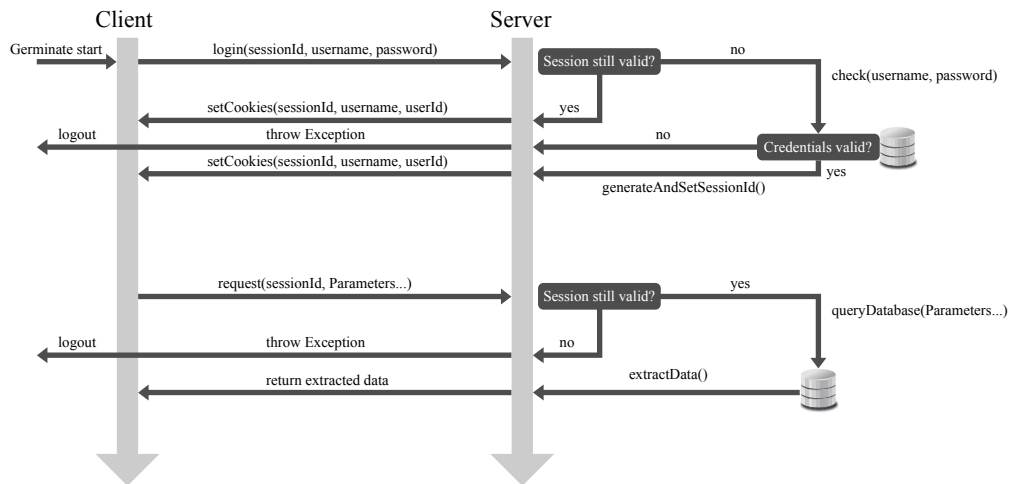 Client
Server
Germinate start
login(sessionId, username, password)
Session still valid?
no
check(username, password)
setCookies(sessionId, username, userId)
yes
logout
throw Exception
no
Credentials valid?
setCookies(sessionId, username, userId)
yes
generateAndSetSessionId()
request(sessionId, Parameters...)
Session still valid?
yes
queryDatabase(Parameters...)
logout
throw Exception
no
return extracted data
extractData()